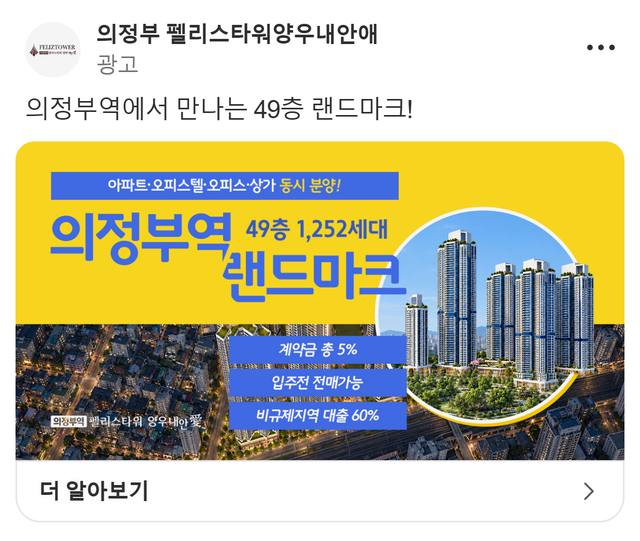 FELIZTOWER
의정부 펠리스타워양우내안애
광고
의정부역에서 만나는 49층 랜드마크!
아파트·오피스텔·오피스·상가 동시 분양!
의정부역 49층 1,252세대
랜드마크
계약금 총 5%
입주전 전매가능
비규제지역 대출 60%
의정부역 펠리스타워 양우내안愛
더 알아보기